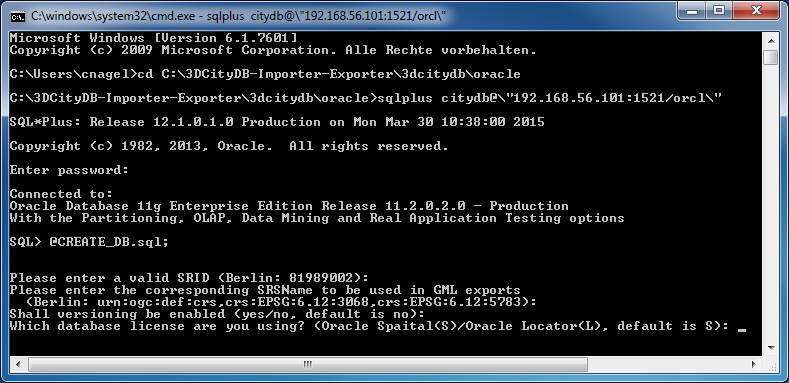 C:\windows\system32\cmd.exe - sqlplus citydb@\"192.168.56.101:1521/orcl\"
Microsoft Windows [Version 6.1.7601]
Copyright (c) 2009 Microsoft Corporation. Alle Rechte vorbehalten.
C:\Users\cnagel>cd C:\3DCityDB-Importer-Exporter\3dcitydb\oracle
C:\3DCityDB-Importer-Exporter\3dcitydb\oracle>sqlplus citydb@\"192.168.56.101:1521/orcl\"
SQL*Plus: Release 12.1.0.1.0 Production on Mon Mar 30 10:38:00 2015
Copyright (c) 1982, 2013, Oracle.  All rights reserved.
Enter password:
Connected to:
Oracle Database 11g Enterprise Edition Release 11.2.0.2.0 - Production
With the Partitioning, OLAP, Data Mining and Real Application Testing options
SQL> @CREATE_DB.sql;
Please enter a valid SRID (Berlin: 81989002):
Please enter the corresponding SRSName to be used in GML exports
(Berlin: urn:ogc:def:crs,crs:EPSG:6.12:3068,crs:EPSG:6.12:5783):
Shall versioning be enabled (yes/no, default is no):
Which database license are you using? (Oracle Spaital(S)/Oracle Locator(L), default is S): _